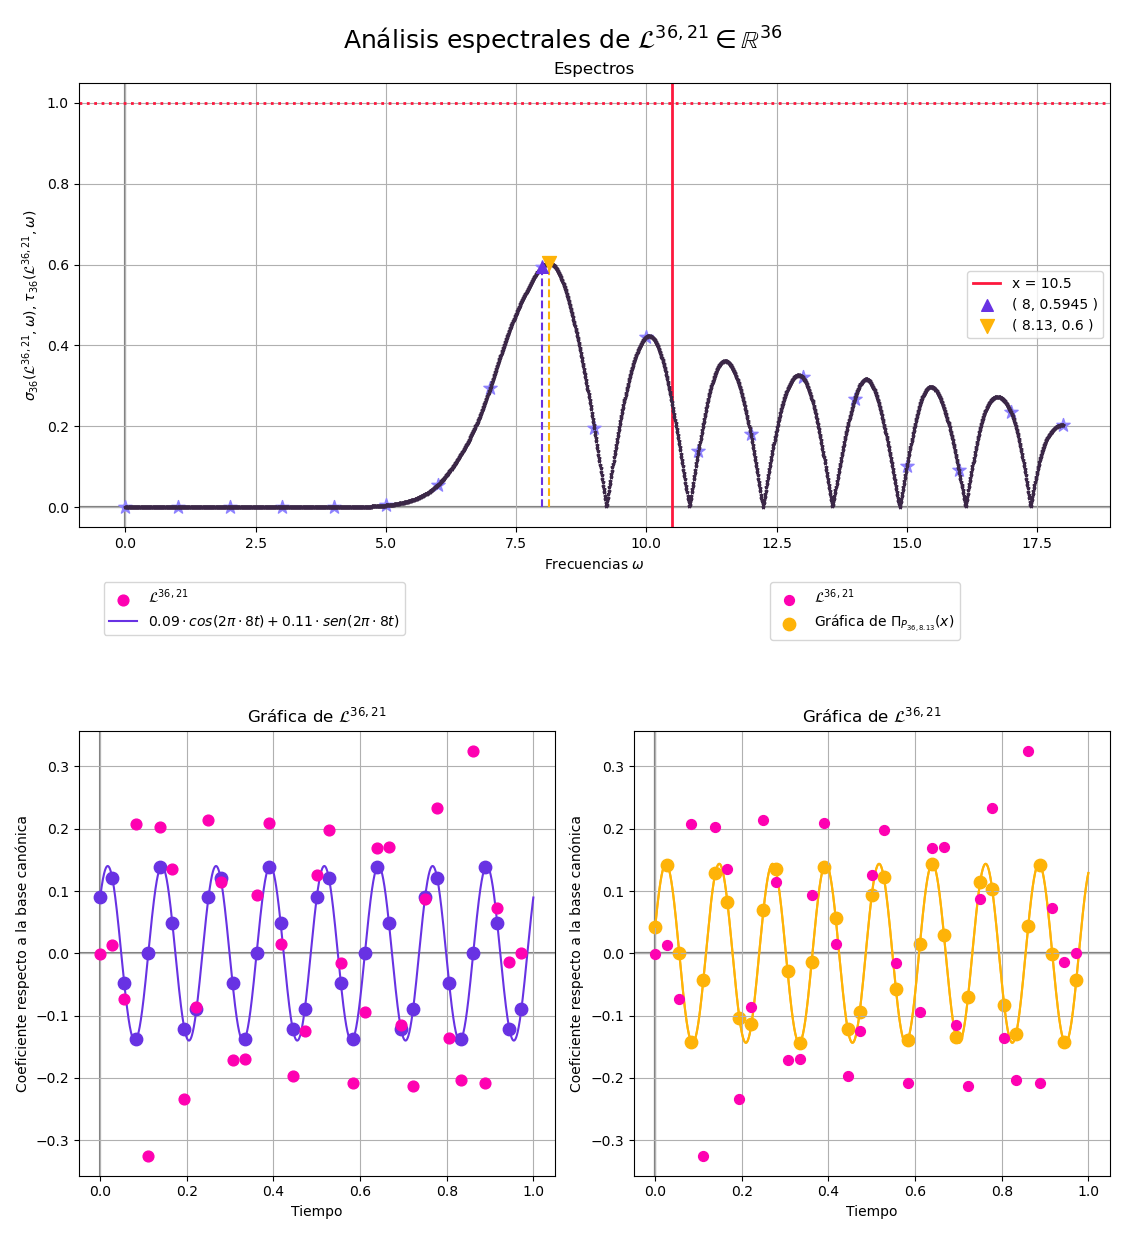 Análisis espectrales de 𝓛^{36,21} ∈ ℝ^{36}
Espectros
1.0
0.8
0.6
0.4
0.2
0.0
σ_{36}(𝓛^{36,21}, ω), τ_{36}(𝓛^{36,21}, ω)
x = 10.5
( 8, 0.5945 )
( 8.13, 0.6 )
0.0 2.5 5.0 7.5 10.0 12.5 15.0 17.5
Frecuencias ω
𝓛^{36,21}
0.09 · cos(2π · 8t) + 0.11 · sen(2π · 8t)
𝓛^{36,21}
Gráfica de Π_{P_{36,8.13}}(x)
Gráfica de 𝓛^{36,21}
0.3
0.2
0.1
0.0
−0.1
−0.2
−0.3
Coeficiente respecto a la base canónica
0.0 0.2 0.4 0.6 0.8 1.0
Tiempo
Gráfica de 𝓛^{36,21}
0.3
0.2
0.1
0.0
−0.1
−0.2
−0.3
Coeficiente respecto a la base canónica
0.0 0.2 0.4 0.6 0.8 1.0
Tiempo